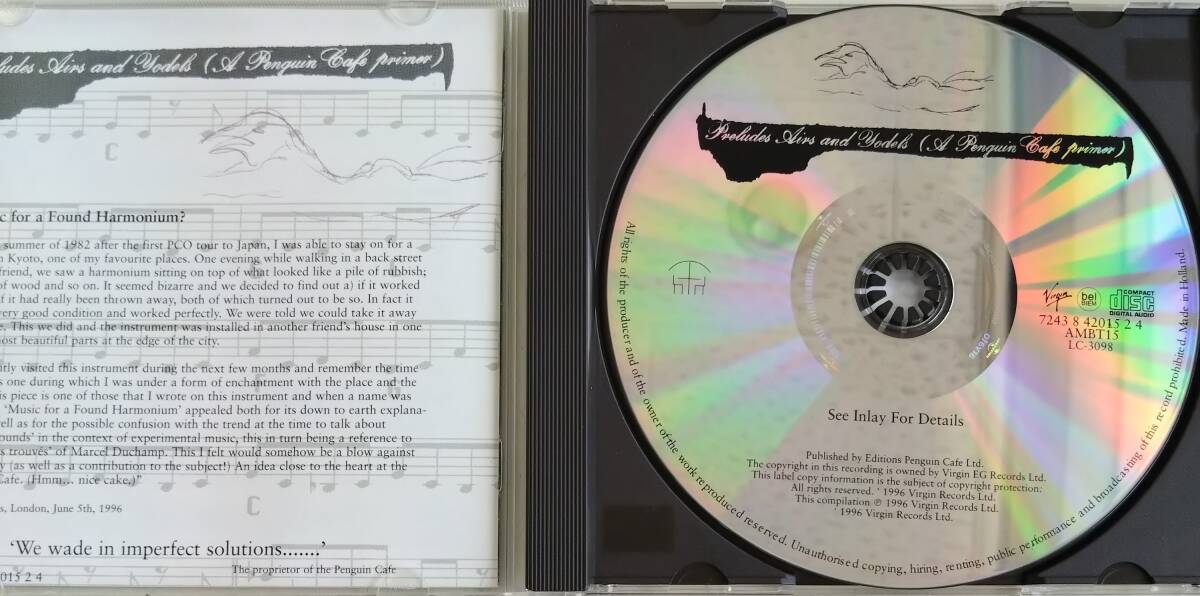 ludes Airs and Yodels (A Penguin Cafe primer)
C
c for a Found Harmonium?
summer of 1982 after the first PCO tour to Japan, I was able to stay on for a
n Kyoto, one of my favourite places. One evening while walking in a back street
friend, we saw a harmonium sitting on top of what looked like a pile of rubbish;
of wood and so on. It seemed bizarre and we decided to find out a) if it worked
if it had really been thrown away, both of which turned out to be so. In fact it
very good condition and worked perfectly. We were told we could take it away
e. This we did and the instrument was installed in another friend's house in one
ost beautiful parts at the edge of the city.
ntly visited this instrument during the next few months and remember the time
s one during which I was under a form of enchantment with the place and the
is piece is one of those that I wrote on this instrument and when a name was
'Music for a Found Harmonium' appealed both for its down to earth explana-
ell as for the possible confusion with the trend at the time to talk about
ounds' in the context of experimental music, this in turn being a reference to
s trouvés' of Marcel Duchamp. This I felt would somehow be a blow against
y (as well as a contribution to the subject!) An idea close to the heart at the
Cafe. (Hmm... nice cake,)"
C
s, London, June 5th, 1996
'We wade in imperfect solutions.......'
The proprietor of the Penguin Cafe
015 2 4
Preludes Airs and Yodels (A Penguin Cafe primer)
Virgin
bel
BIEM
COMPACT
disc
DIGITAL AUDIO
7243 8 42015 2 4
AMBT15
LC-3098
See Inlay For Details
Published by Editions Penguin Cafe Ltd.
The copyright in this recording is owned by Virgin EG Records Ltd.
This label copy information is the subject of copyright protection:
All rights reserved. ' 1996 Virgin Records Ltd.
This compilation ℗ 1996 Virgin Records Ltd.
' 1996 Virgin Records Ltd.
All rights of the producer and of the owner of the work reproduced reserved. Unauthorised copying, hiring, renting, public performance and broadcasting of this record prohibited. Made in Holland.